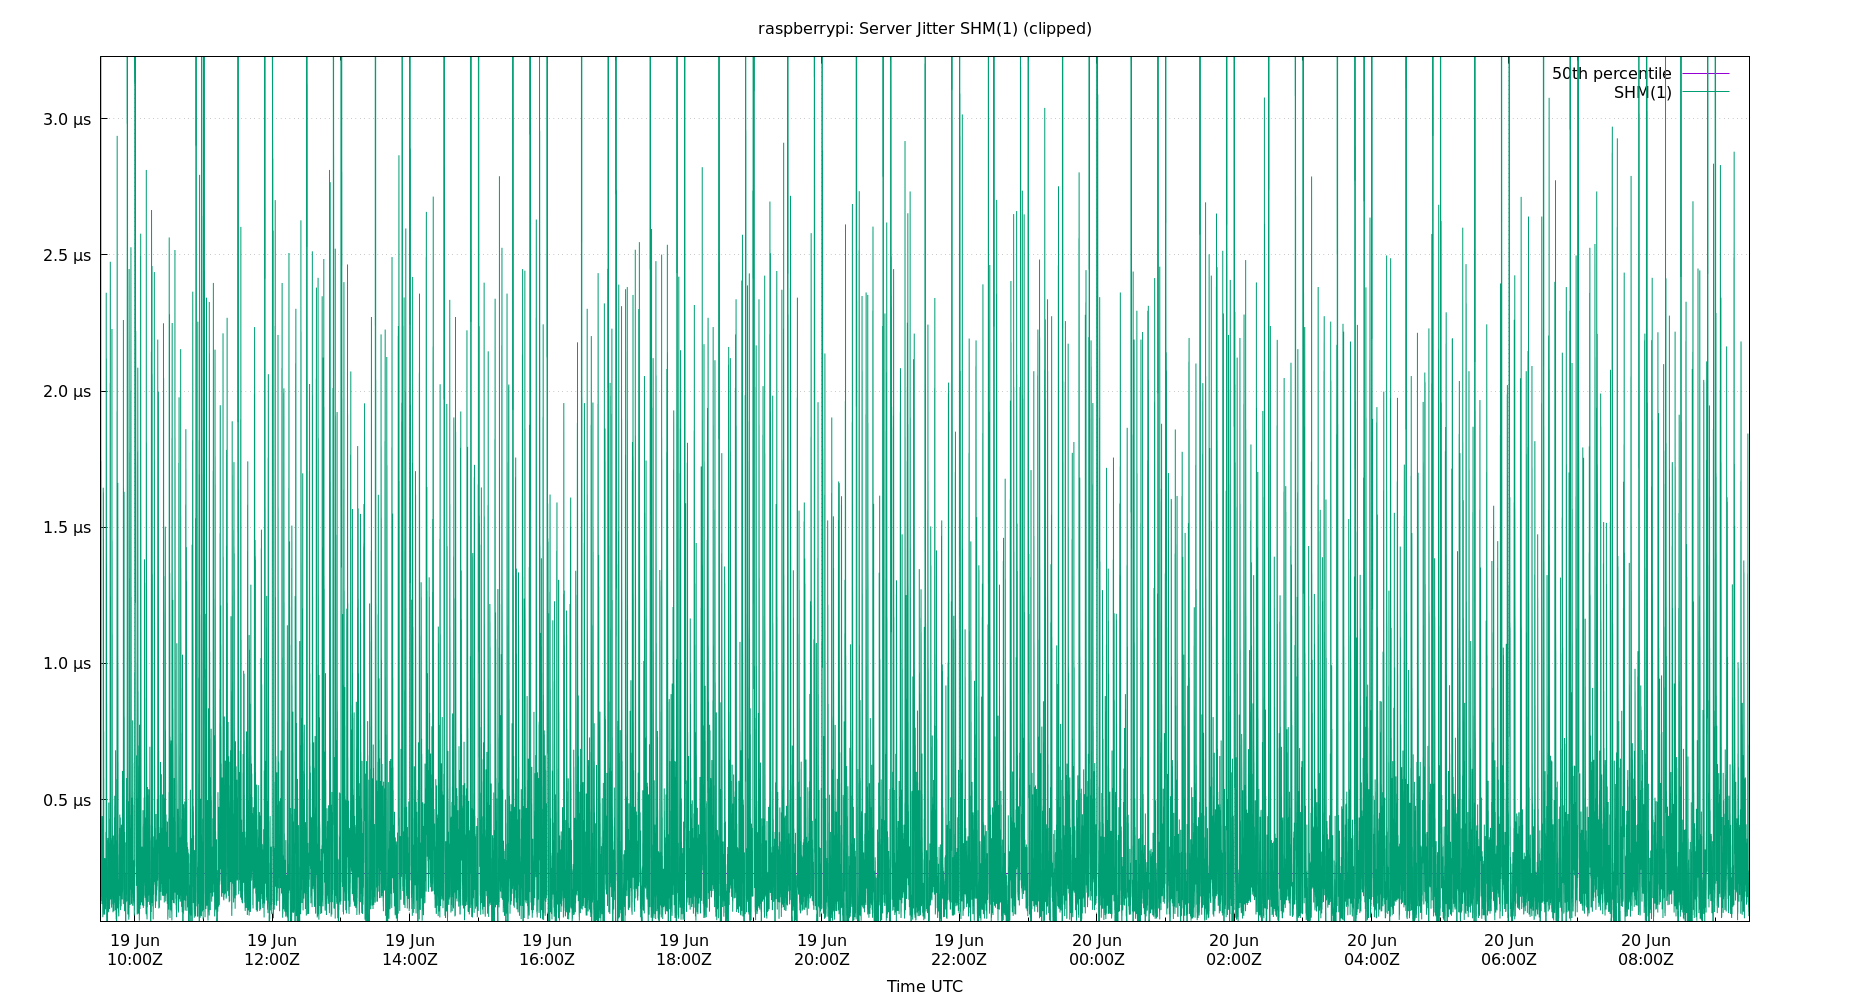 raspberrypi: Server Jitter SHM(1) (clipped)
50th percentile
SHM(1)
3.0 µs
2.5 µs
2.0 µs
1.5 µs
1.0 µs
0.5 µs
19 Jun 19 Jun 19 Jun 19 Jun 19 Jun 19 Jun 19 Jun 20 Jun 20 Jun 20 Jun 20 Jun 20 Jun
10:00Z 12:00Z 14:00Z 16:00Z 18:00Z 20:00Z 22:00Z 00:00Z 02:00Z 04:00Z 06:00Z 08:00Z
Time UTC